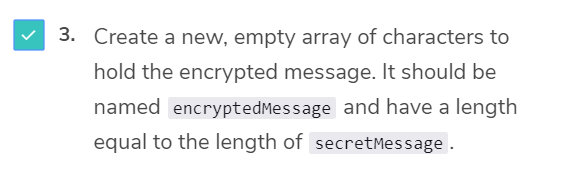 3. Create a new, empty array of characters to
hold the encrypted message. It should be
named encryptedMessage and have a length
equal to the length of secretMessage.